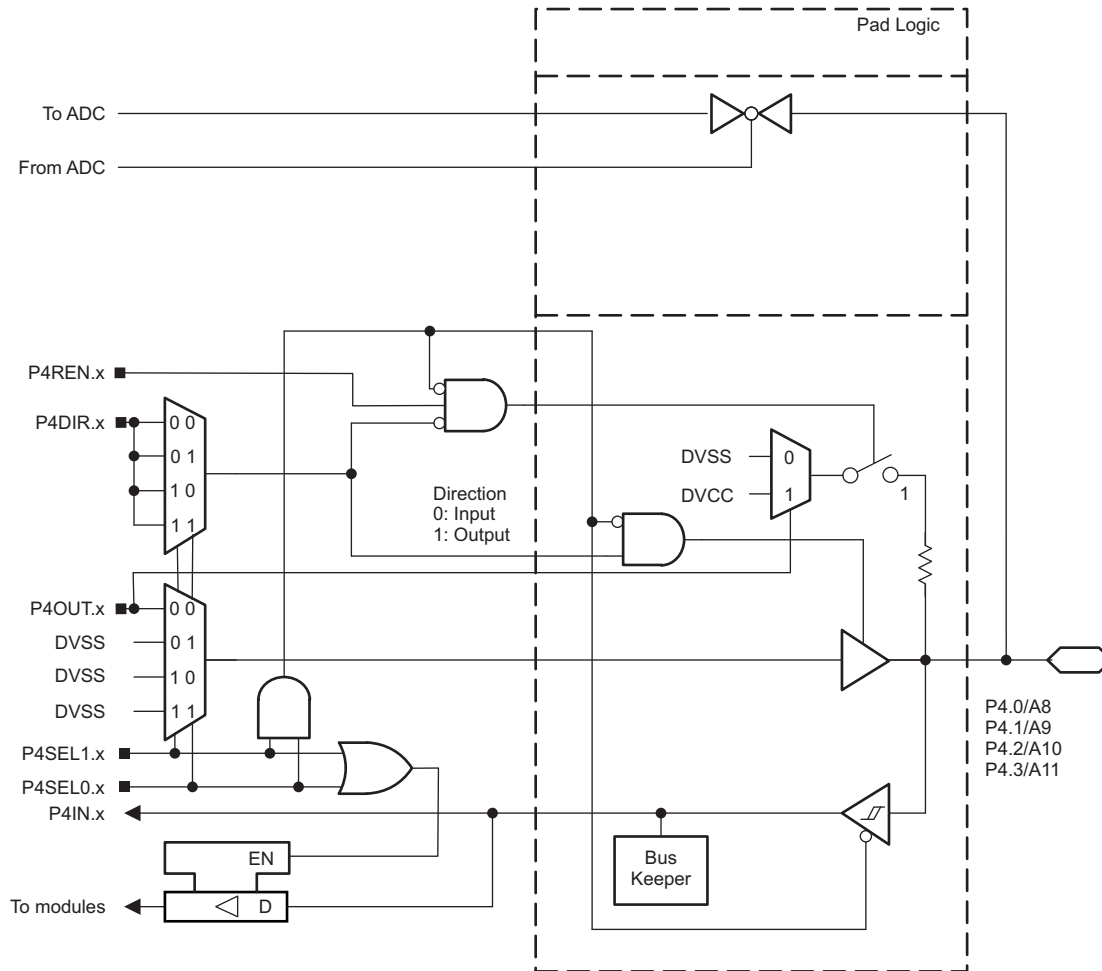 Pad Logic
To ADC
From ADC
P4REN.x
P4DIR.x
0 0
0 1
1 0
1 1
Direction
0: Input
1: Output
DVSS
0
DVCC
1
1
P4OUT.x
0 0
DVSS
0 1
DVSS
1 0
DVSS
1 1
P4SEL1.x
P4SEL0.x
P4IN.x
P4.0/A8
P4.1/A9
P4.2/A10
P4.3/A11
EN
Bus
Keeper
To modules
D